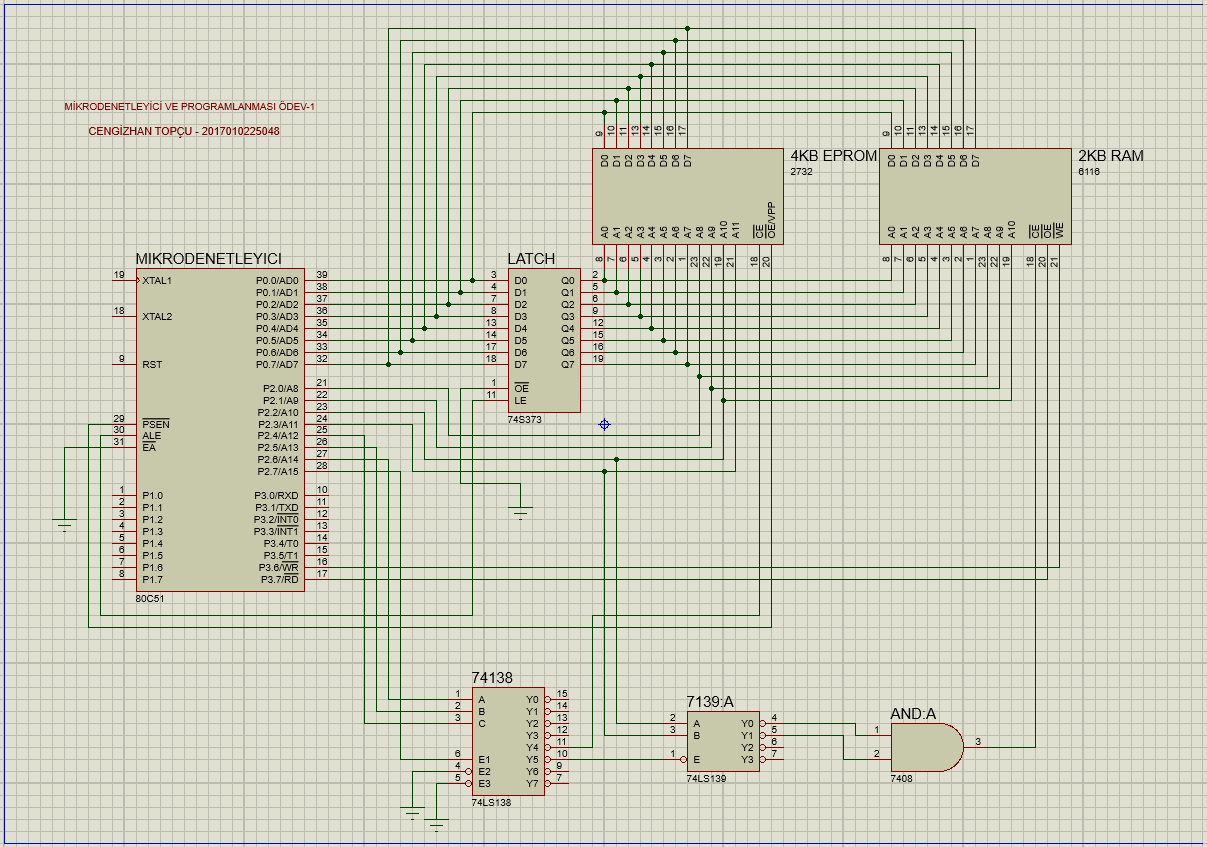 MİKRODENETLEYİCİ VE PROGRAMLANMASI ÖDEV-1
CENGİZHAN TOPÇU - 2017010225048
9 10 11 12 13 14 15 16 17
D0 D1 D2 D3 D4 D5 D6 D7
A0 A1 A2 A3 A4 A5 A6 A7 A8 A9 A10 A11 CE OE/VPP
8 7 6 5 4 3 2 1 23 22 19 21 18 20
4KB EPROM
2732
9 10 11 13 14 15 16 17
D0 D1 D2 D3 D4 D5 D6 D7
A0 A1 A2 A3 A4 A5 A6 A7 A8 A9 A10 CE OE WE
8 7 6 5 4 3 2 1 23 22 19 18 20 21
2KB RAM
6116
MIKRODENETLEYICI
19 XTAL1
18 XTAL2
9 RST
29 PSEN
30 ALE
31 EA
1 P1.0
2 P1.1
3 P1.2
4 P1.3
5 P1.4
6 P1.5
7 P1.6
8 P1.7
P0.0/AD0 39
P0.1/AD1 38
P0.2/AD2 37
P0.3/AD3 36
P0.4/AD4 35
P0.5/AD5 34
P0.6/AD6 33
P0.7/AD7 32
P2.0/A8 21
P2.1/A9 22
P2.2/A10 23
P2.3/A11 24
P2.4/A12 25
P2.5/A13 26
P2.6/A14 27
P2.7/A15 28
P3.0/RXD 10
P3.1/TXD 11
P3.2/INT0 12
P3.3/INT1 13
P3.4/T0 14
P3.5/T1 15
P3.6/WR 16
P3.7/RD 17
80C51
LATCH
3 D0 Q0 2
4 D1 Q1 5
7 D2 Q2 6
8 D3 Q3 9
13 D4 Q4 12
14 D5 Q5 15
17 D6 Q6 16
18 D7 Q7 19
1 OE
11 LE
74S373
74138
1 A Y0 15
2 B Y1 14
3 C Y2 13
Y3 12
Y4 11
6 E1 Y5 10
4 E2 Y6 9
5 E3 Y7 7
74LS138
7139:A
2 A Y0 4
3 B Y1 5
Y2 6
1 E Y3 7
74LS139
AND:A
1
2
3
7408